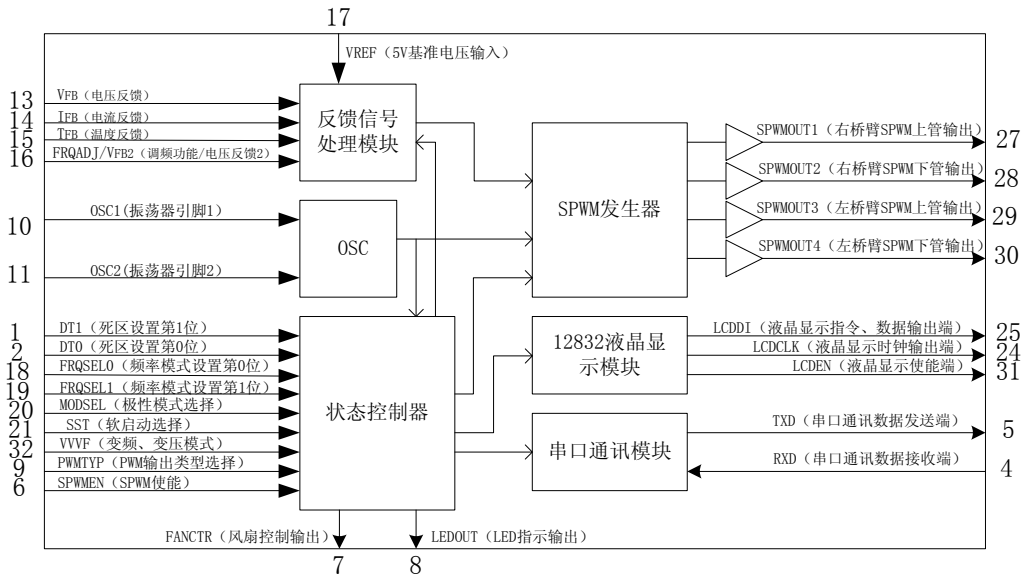 17
VREF（5V基准电压输入）
13
VFB（电压反馈）
14
IFB（电流反馈）
15
TFB（温度反馈）
16
FRQADJ/VFB2（调频功能/电压反馈2）
反馈信号
处理模块
10
OSC1(振荡器引脚1)
11
OSC2(振荡器引脚2)
OSC
SPWM发生器
SPWMOUT1（右桥臂SPWM上管输出）
27
SPWMOUT2（右桥臂SPWM下管输出）
28
SPWMOUT3（左桥臂SPWM上管输出）
29
SPWMOUT4（左桥臂SPWM下管输出）
30
1
DT1（死区设置第1位）
2
DT0（死区设置第0位）
18
FRQSEL0（频率模式设置第0位）
19
FRQSEL1（频率模式设置第1位）
20
MODSEL（极性模式选择）
21
SST（软启动选择）
32
VVVF（变频、变压模式）
9
PWMTYP（PWM输出类型选择）
6
SPWMEN（SPWM使能）
状态控制器
12832液晶显
示模块
LCDDI（液晶显示指令、数据输出端）
25
LCDCLK（液晶显示时钟输出端）
24
LCDEN（液晶显示使能端）
31
串口通讯模块
TXD（串口通讯数据发送端）
5
RXD（串口通讯数据接收端）
4
FANCTR（风扇控制输出）
7
LEDOUT（LED指示输出）
8